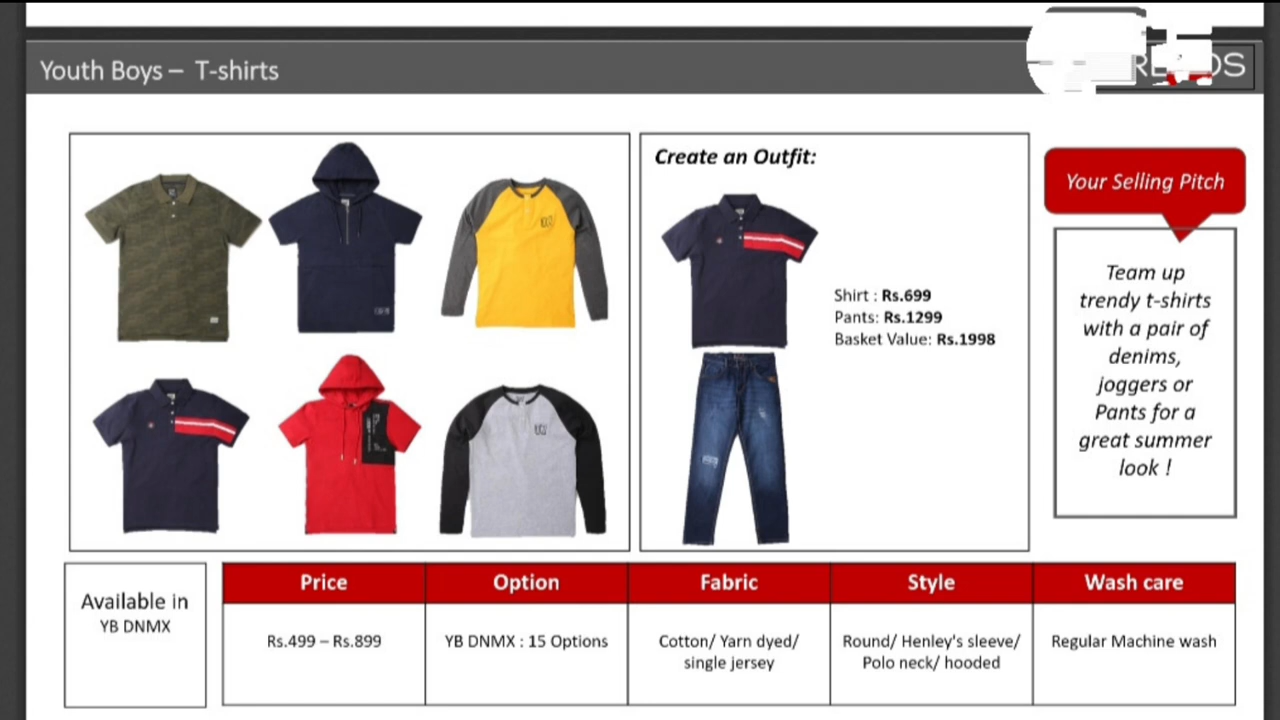 Youth Boys – T-shirts
Create an Outfit:
Shirt : Rs.699
Pants: Rs.1299
Basket Value: Rs.1998
Your Selling Pitch
Team up
trendy t-shirts
with a pair of
denims,
joggers or
Pants for a
great summer
look !
Available in
YB DNMX
Price
Option
Fabric
Style
Wash care
Rs.499 – Rs.899
YB DNMX : 15 Options
Cotton/ Yarn dyed/
single jersey
Round/ Henley's sleeve/
Polo neck/ hooded
Regular Machine wash